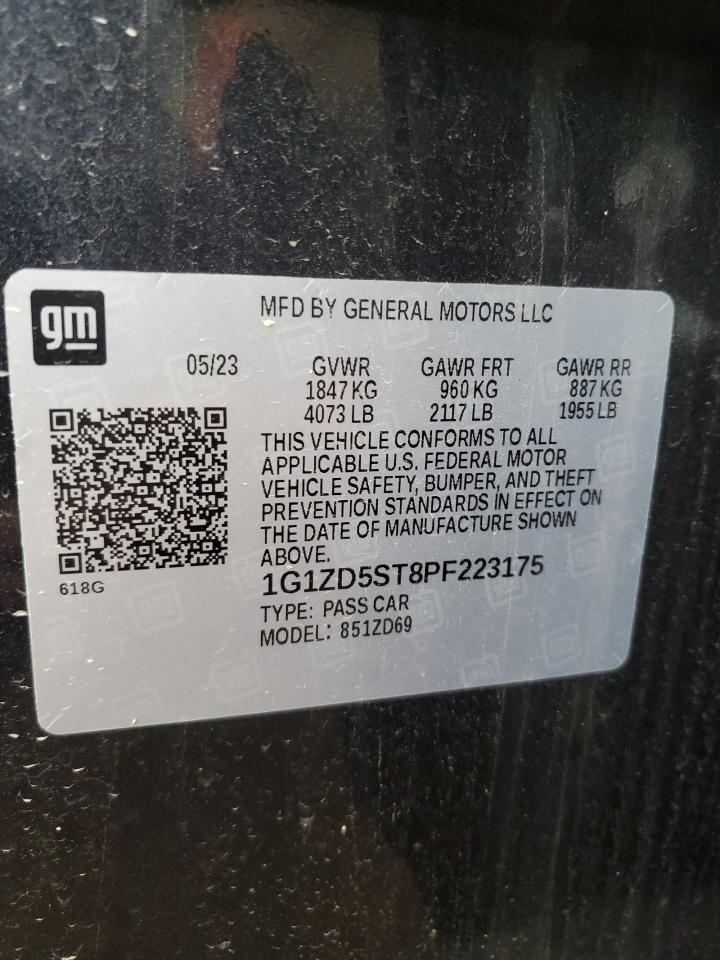 gm
MFD BY GENERAL MOTORS LLC
05/23 GVWR GAWR FRT GAWR RR
1847 KG 960 KG 887 KG
4073 LB 2117 LB 1955 LB
THIS VEHICLE CONFORMS TO ALL
APPLICABLE U.S. FEDERAL MOTOR
VEHICLE SAFETY, BUMPER, AND THEFT
PREVENTION STANDARDS IN EFFECT ON
THE DATE OF MANUFACTURE SHOWN
ABOVE.
618G
1G1ZD5ST8PF223175
TYPE: PASS CAR
MODEL: 851ZD69